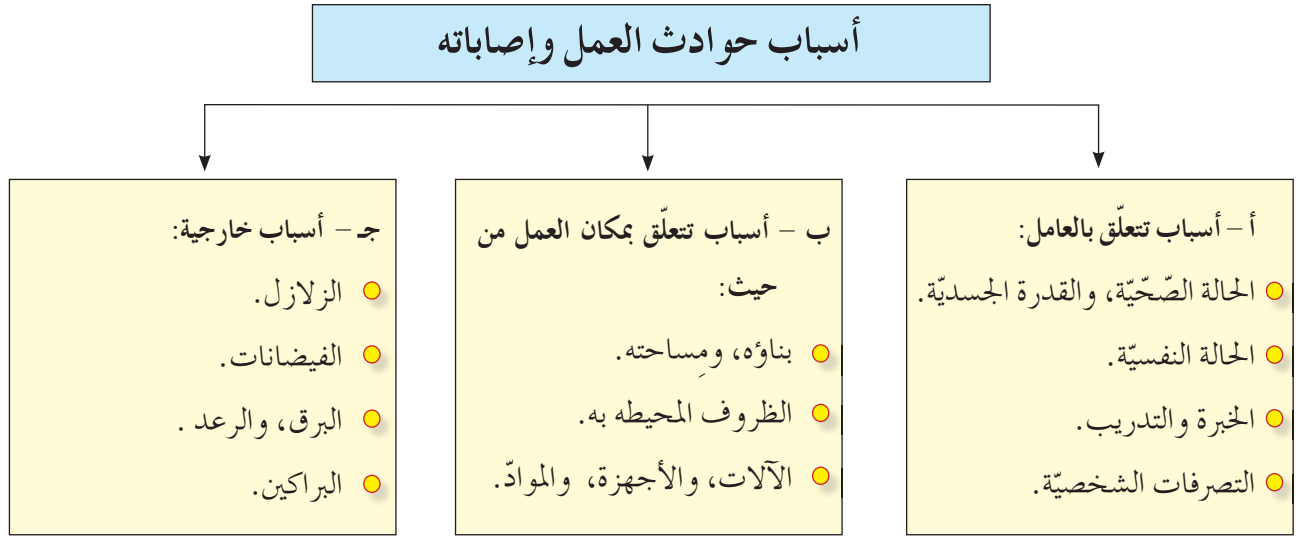 أسباب حوادث العمل وإصاباته
أ – أسباب تتعلّق بالعامل:
الحالة الصّحّيّة، والقدرة الجسديّة.
الحالة النفسيّة.
الخبرة والتدريب.
التصرفات الشخصيّة.
ب – أسباب تتعلّق بمكان العمل من
حيث:
بناؤه، ومِساحته.
الظروف المحيطه به.
الآلات، والأجهزة، والموادّ.
جـ – أسباب خارجية:
الزلازل.
الفيضانات.
البرق، والرعد .
البراكين.